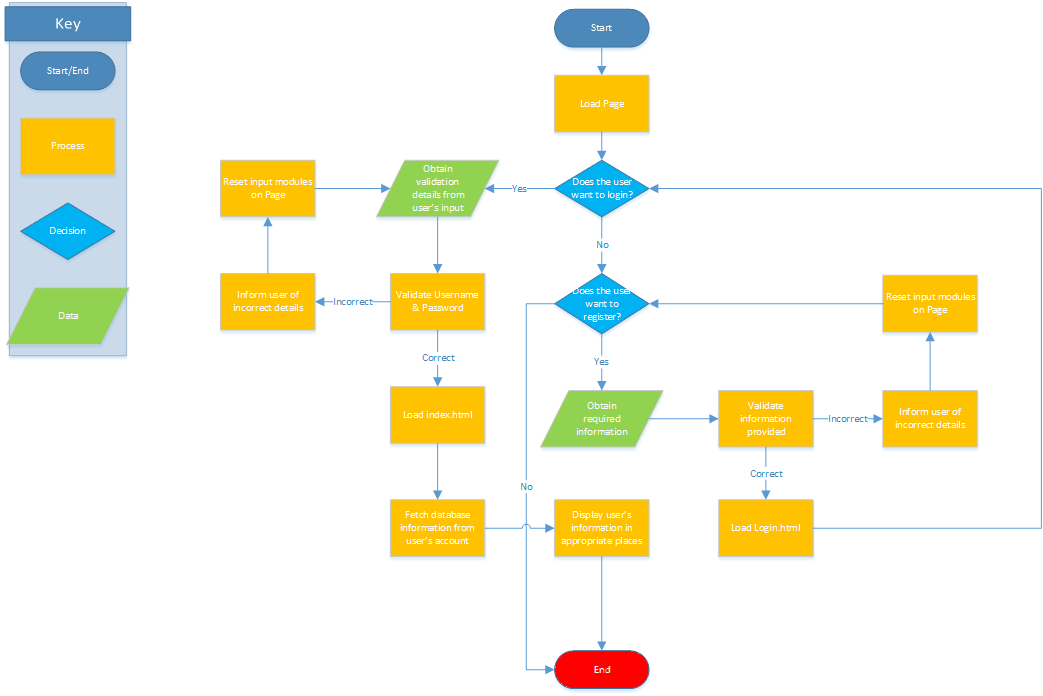 Key
Start/End
Process
Decision
Data
Start
Load Page
Does the user
want to login?
Yes
No
Obtain
validation
details from
user's input
Reset input modules
on Page
Validate Username
& Password
Incorrect
Inform user of
incorrect details
Correct
Load index.html
Fetch database
information from
user's account
Display user's
information in
appropriate places
Does the user
want to
register?
Yes
No
Obtain
required
information
Validate
information
provided
Incorrect
Inform user of
incorrect details
Reset input modules
on Page
Correct
Load Login.html
End